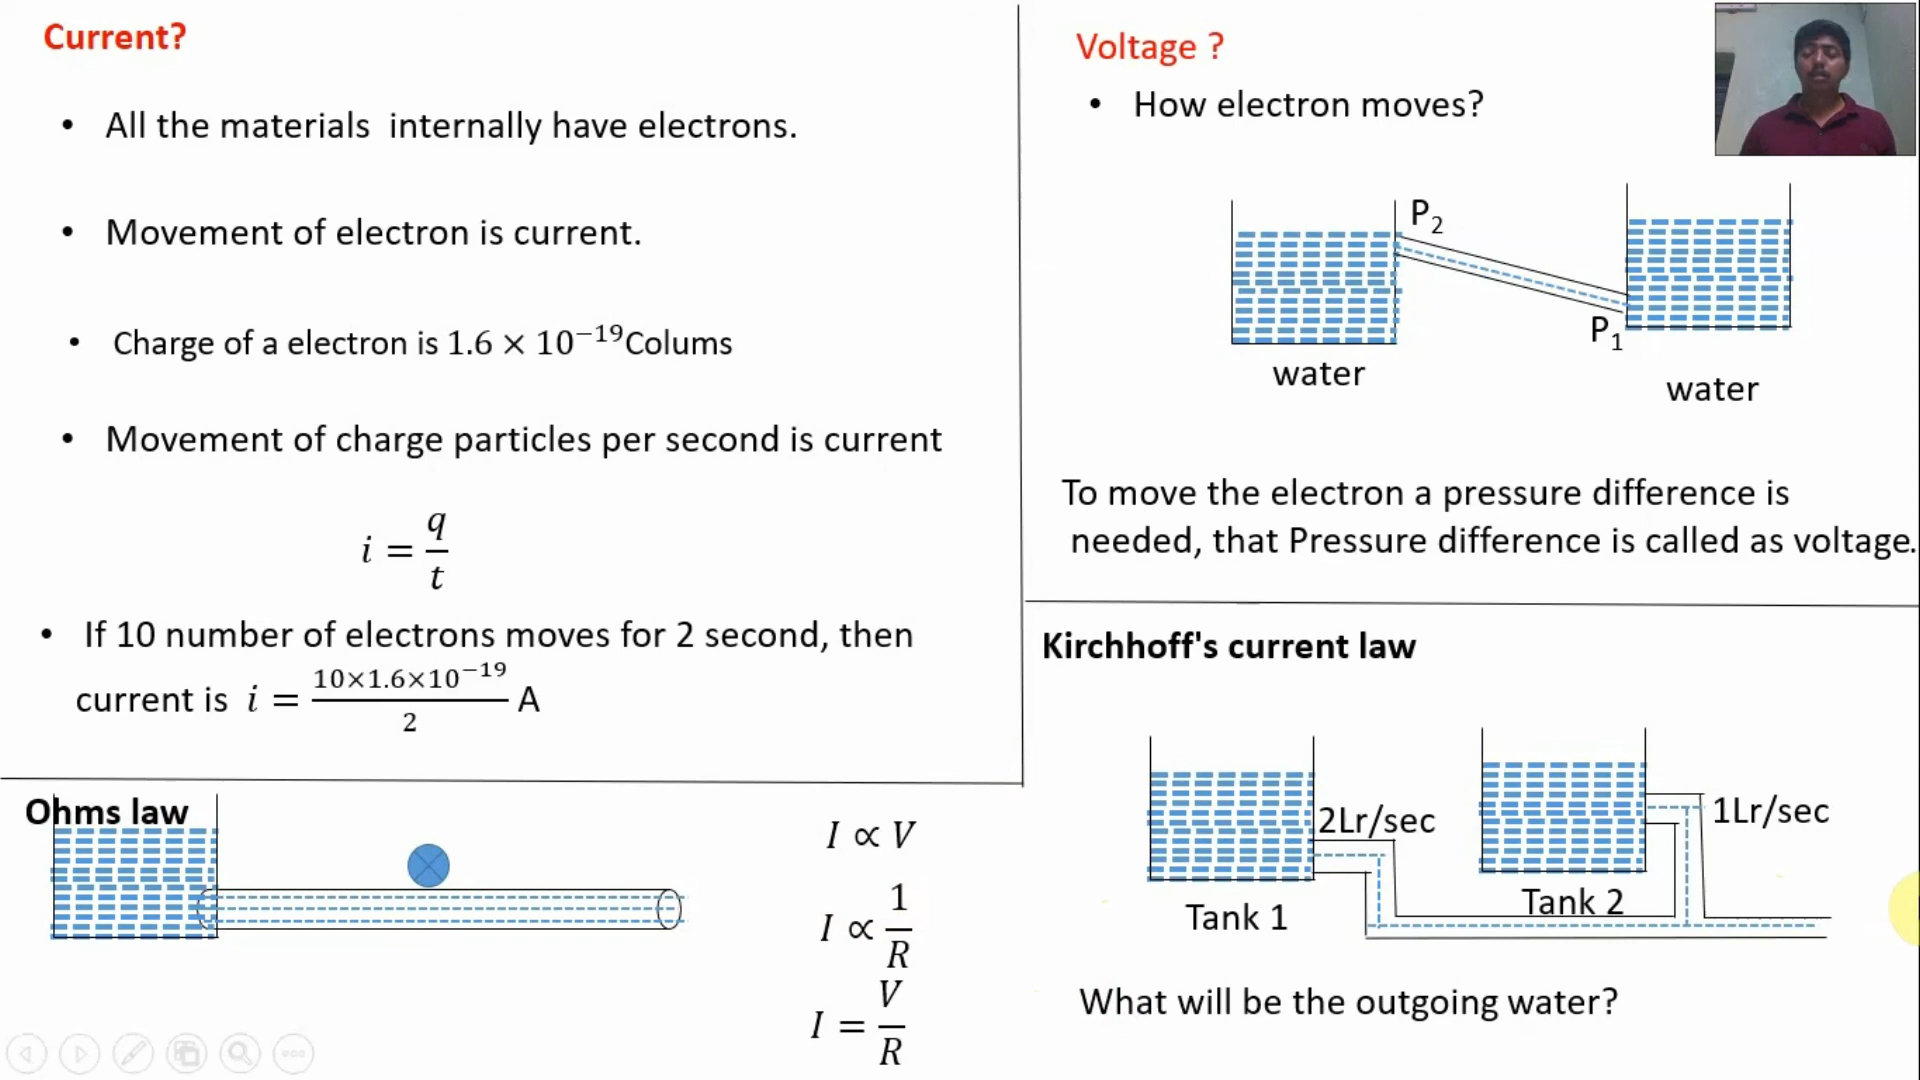 Current?
• All the materials internally have electrons.
• Movement of electron is current.
• Charge of a electron is 1.6 × 10⁻¹⁹Colums
• Movement of charge particles per second is current
i = q/t
• If 10 number of electrons moves for 2 second, then
current is i = 10×1.6×10⁻¹⁹/2 A
Voltage ?
• How electron moves?
P₂
P₁
water
water
To move the electron a pressure difference is
needed, that Pressure difference is called as voltage.
Ohms law
I ∝ V
I ∝ 1/R
I = V/R
Kirchhoff's current law
2Lr/sec
1Lr/sec
Tank 1
Tank 2
What will be the outgoing water?